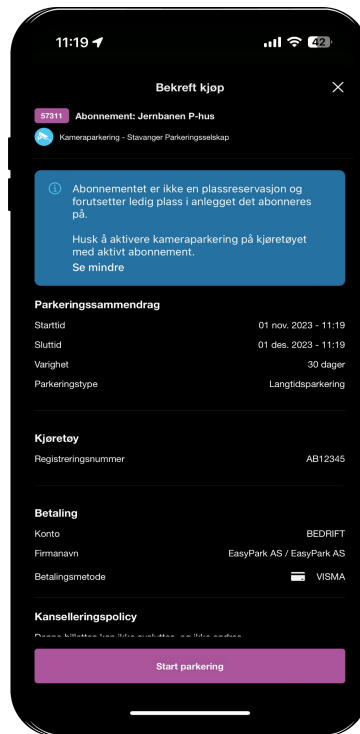 11:19
42
Bekreft kjøp
57311 Abonnement: Jernbanen P-hus
Kameraparkering - Stavanger Parkeringsselskap
Abonnementet er ikke en plassreservasjon og
forutsetter ledig plass i anlegget det abonneres
på.
Husk å aktivere kameraparkering på kjøretøyet
med aktivt abonnement.
Se mindre
Parkeringssammendrag
Starttid 01 nov. 2023 - 11:19
Sluttid 01 des. 2023 - 11:19
Varighet 30 dager
Parkeringstype Langtidsparkering
Kjøretøy
Registreringsnummer AB12345
Betaling
Konto BEDRIFT
Firmanavn EasyPark AS / EasyPark AS
Betalingsmetode VISMA
Kanselleringspolicy
Start parkering